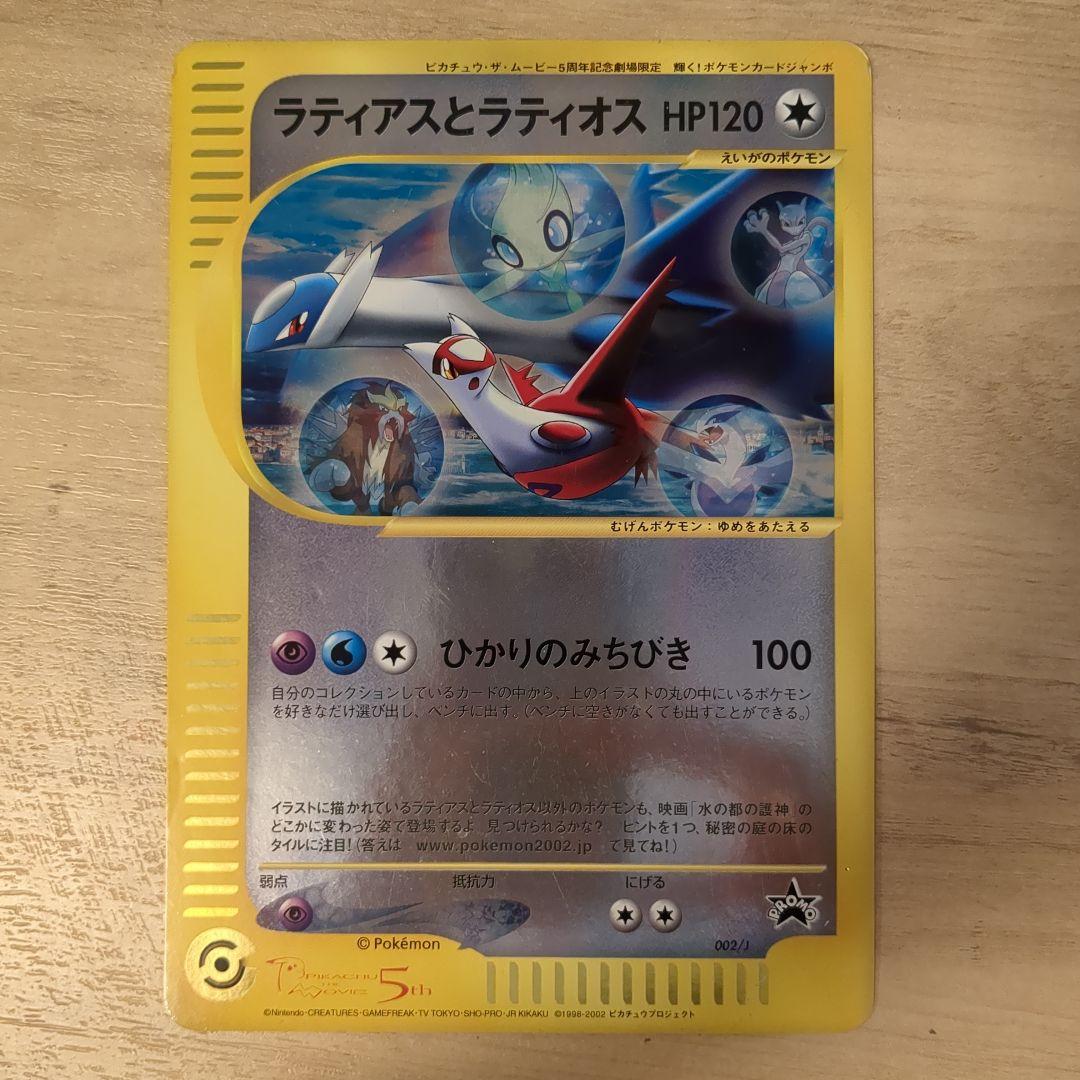 ピカチュウ・ザ・ムービー5周年記念劇場限定　輝く!ポケモンカードジャンボ
ラティアスとラティオス HP120
えいがのポケモン
むげんポケモン：ゆめをあたえる
ひかりのみちびき 100
自分のコレクションしているカードの中から、上のイラストの丸の中にいるポケモン
を好きなだけ選び出し、ベンチに出す。（ベンチに空きがなくても出すことができる。）
イラストに描かれているラティアスとラティオス以外のポケモンも、映画「水の都の護神」の
どこかに変わった姿で登場するよ 見つけられるかな？ ヒントを1つ、秘密の庭の床の
タイルに注目!（答えは www.pokemon2002.jp で見てね!）
弱点 抵抗力 にげる
PROMO
© Pokémon 002/J
PIKACHU THE MOVIE 5th
©Nintendo・CREATURES・GAMEFREAK・TV TOKYO・SHO-PRO・JR KIKAKU ©1998-2002 ピカチュウプロジェクト